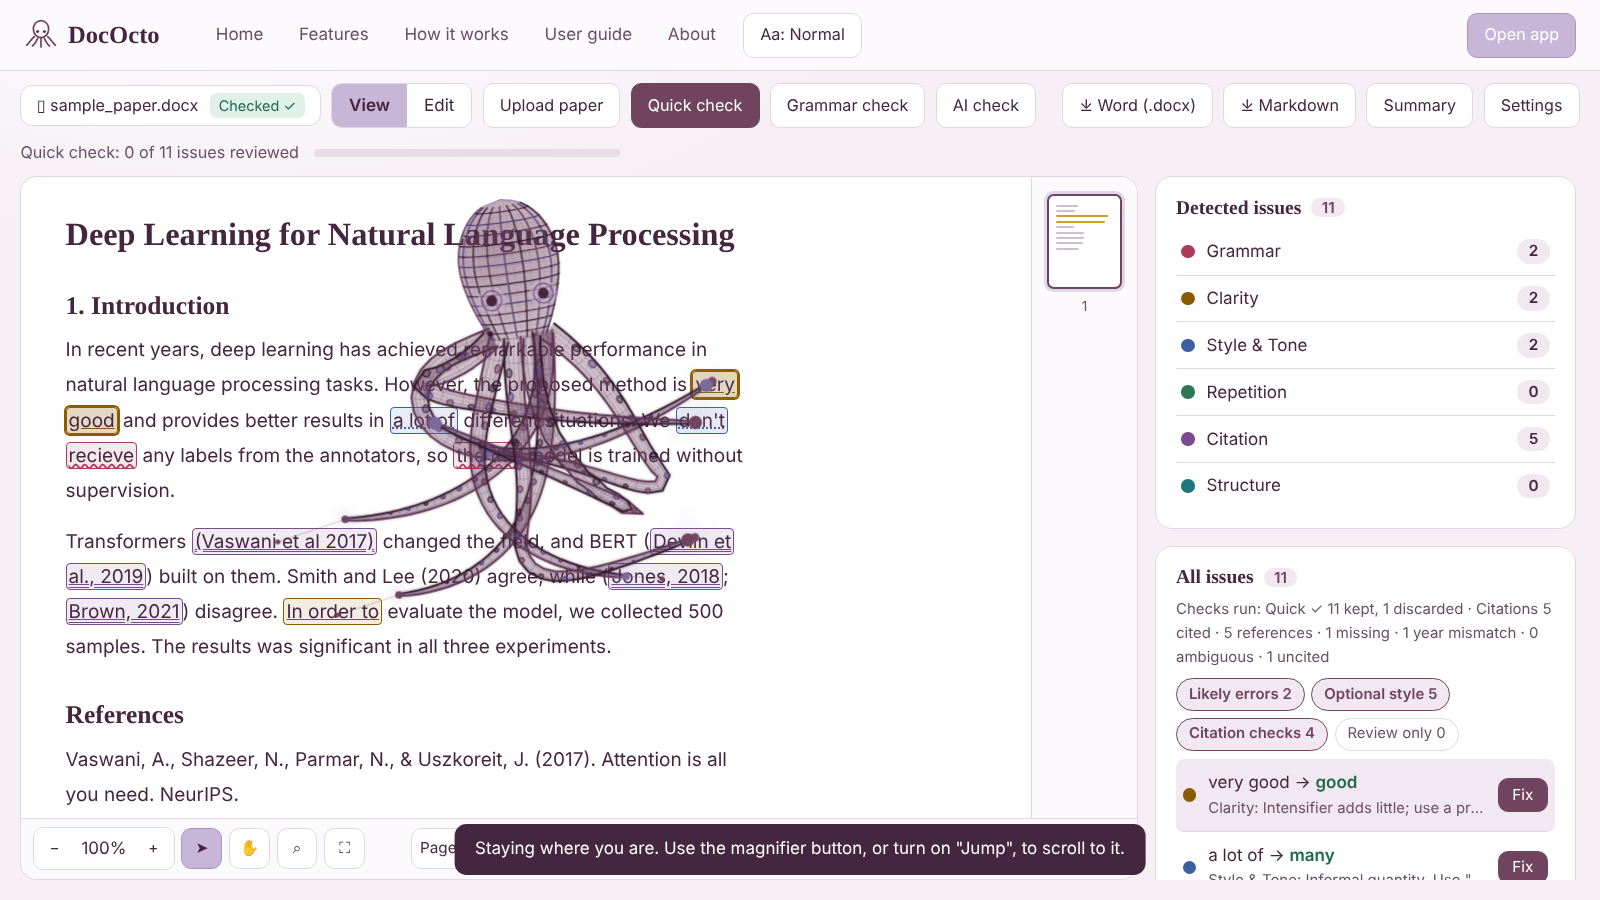 DocOcto
Home
Features
How it works
User guide
About
Aa: Normal
Open app
sample_paper.docx
Checked ✓
View
Edit
Upload paper
Quick check
Grammar check
AI check
Word (.docx)
Markdown
Summary
Settings
Quick check: 0 of 11 issues reviewed
Deep Learning for Natural Language Processing
1. Introduction
In recent years, deep learning has achieved remarkable performance in
natural language processing tasks. However, the proposed method is very
good and provides better results in a lot of different situations. We don't
recieve any labels from the annotators, so model is trained without
supervision.
Transformers (Vaswani et al 2017) changed the field, and BERT (Devlin et
al., 2019) built on them. Smith and Lee (2020) agree, while (Jones, 2018;
Brown, 2021) disagree. In order to evaluate the model, we collected 500
samples. The results was significant in all three experiments.
References
Vaswani, A., Shazeer, N., Parmar, N., & Uszkoreit, J. (2017). Attention is all
you need. NeurIPS.
1
− 100% +
Page
Staying where you are. Use the magnifier button, or turn on "Jump", to scroll to it.
Detected issues 11
Grammar 2
Clarity 2
Style & Tone 2
Repetition 0
Citation 5
Structure 0
All issues 11
Checks run: Quick ✓ 11 kept, 1 discarded · Citations 5
cited · 5 references · 1 missing · 1 year mismatch · 0
ambiguous · 1 uncited
Likely errors 2
Optional style 5
Citation checks 4
Review only 0
very good → good
Clarity: Intensifier adds little; use a pr...
Fix
a lot of → many
Style & Tone: Informal quantity. Use "
Fix